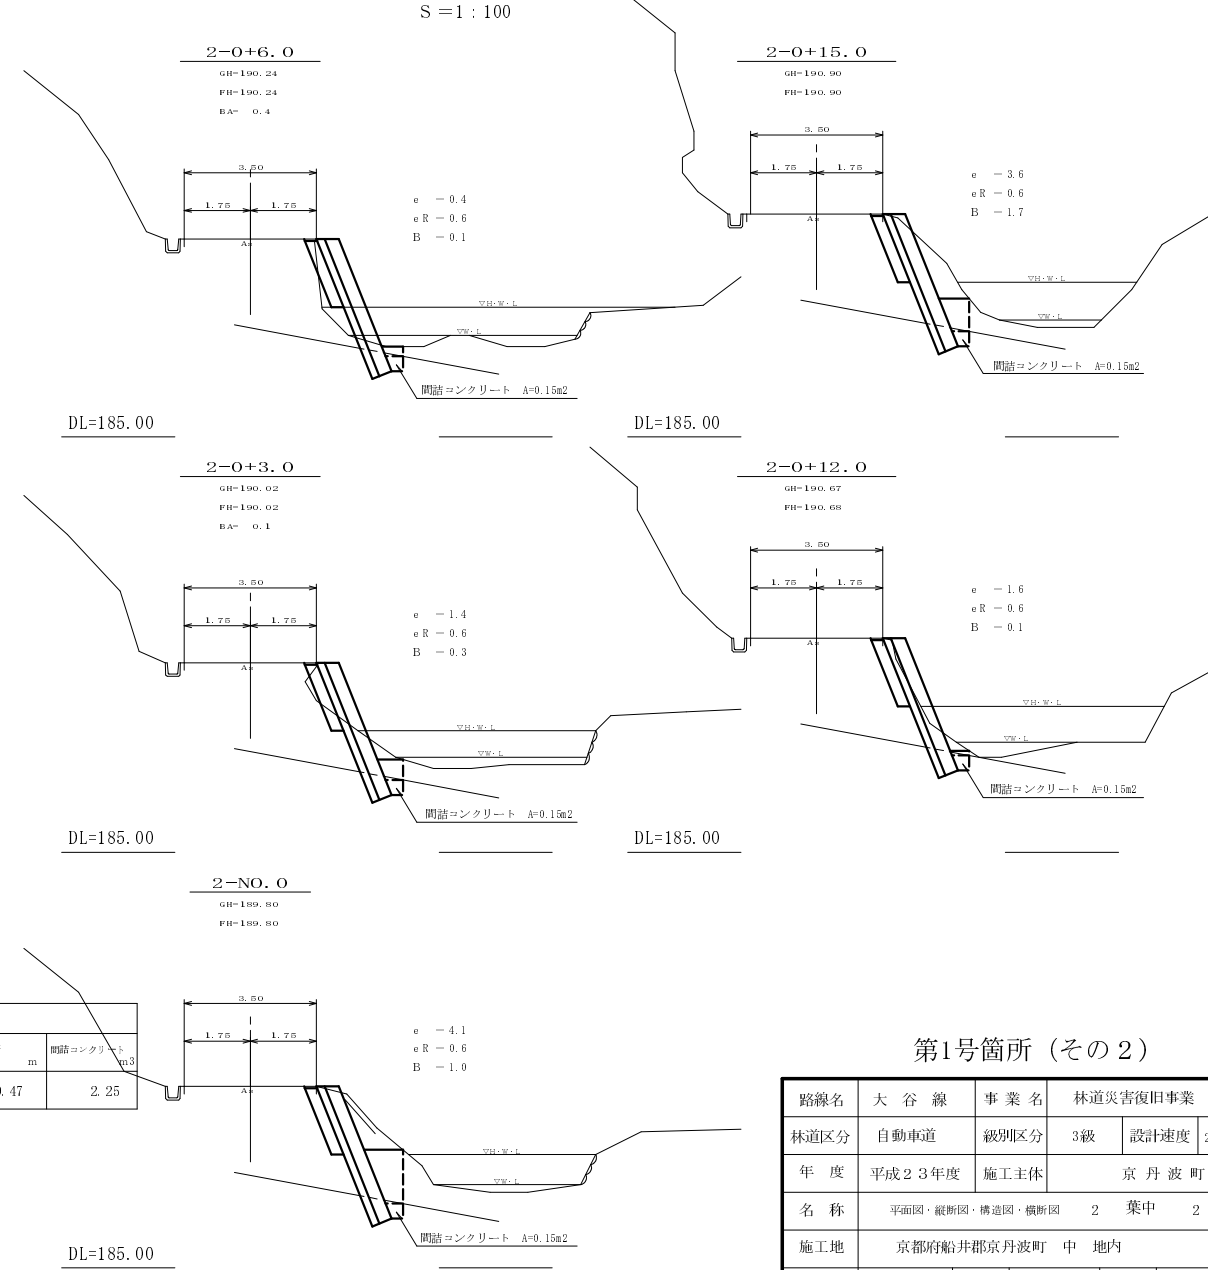 S=1:100
2-0+6.0
GH=190.24
FH=190.24
BA= 0.4
3.50
1.75 1.75
As
e - 0.4
eR - 0.6
B - 0.1
▽H・W・L
▽W・L
間詰コンクリート A=0.15m2
DL=185.00
2-0+15.0
GH=190.90
FH=190.90
3.50
1.75 1.75
As
e - 3.6
eR - 0.6
B - 1.7
▽H・W・L
▽W・L
間詰コンクリート A=0.15m2
DL=185.00
2-0+3.0
GH=190.02
FH=190.02
BA= 0.1
3.50
1.75 1.75
As
e - 1.4
eR - 0.6
B - 0.3
▽H・W・L
▽W・L
間詰コンクリート A=0.15m2
DL=185.00
2-0+12.0
GH=190.67
FH=190.68
3.50
1.75 1.75
As
e - 1.6
eR - 0.6
B - 0.1
▽H・W・L
▽W・L
間詰コンクリート A=0.15m2
DL=185.00
2-NO.0
GH=189.80
FH=189.80
3.50
1.75 1.75
As
e - 4.1
eR - 0.6
B - 1.0
▽H・W・L
▽W・L
間詰コンクリート A=0.15m2
DL=185.00
m 間詰コンクリート m3
.47 2.25
第1号箇所（その２）
路線名 大谷線 事業名 林道災害復旧事業
林道区分 自動車道 級別区分 3級 設計速度 2
年度 平成２３年度 施工主体 京丹波町
名称 平面図・縦断図・構造図・横断図 2 葉中 2
施工地 京都府船井郡京丹波町 中 地内